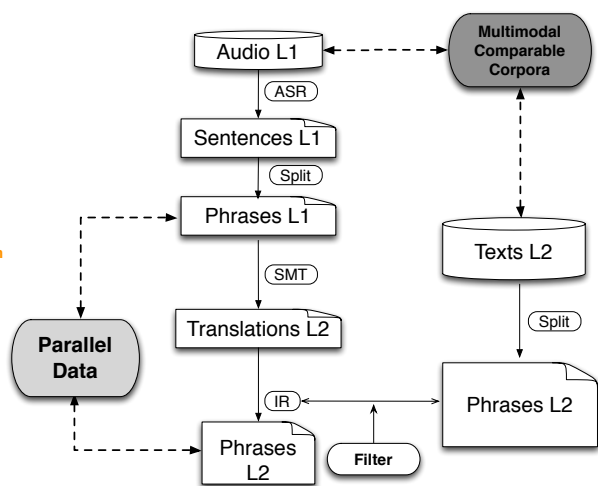 Audio L1
Multimodal
Comparable
Corpora
ASR
Sentences L1
Split
Phrases L1
Texts L2
SMT
Translations L2
Split
Parallel
Data
IR
Phrases L2
Phrases
L2
Filter